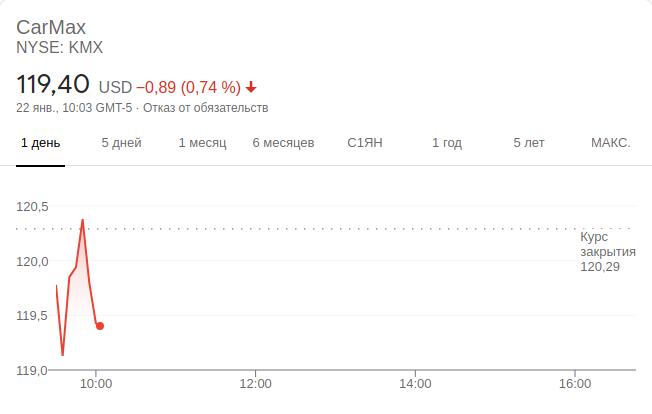 CarMax
NYSE: KMX
119,40 USD −0,89 (0,74 %)
22 янв., 10:03 GMT-5 · Отказ от обязательств
1 день 5 дней 1 месяц 6 месяцев С1ЯН 1 год 5 лет МАКС.
120,5
Курс
закрытия
120,29
120,0
119,5
119,0
10:00 12:00 14:00 16:00